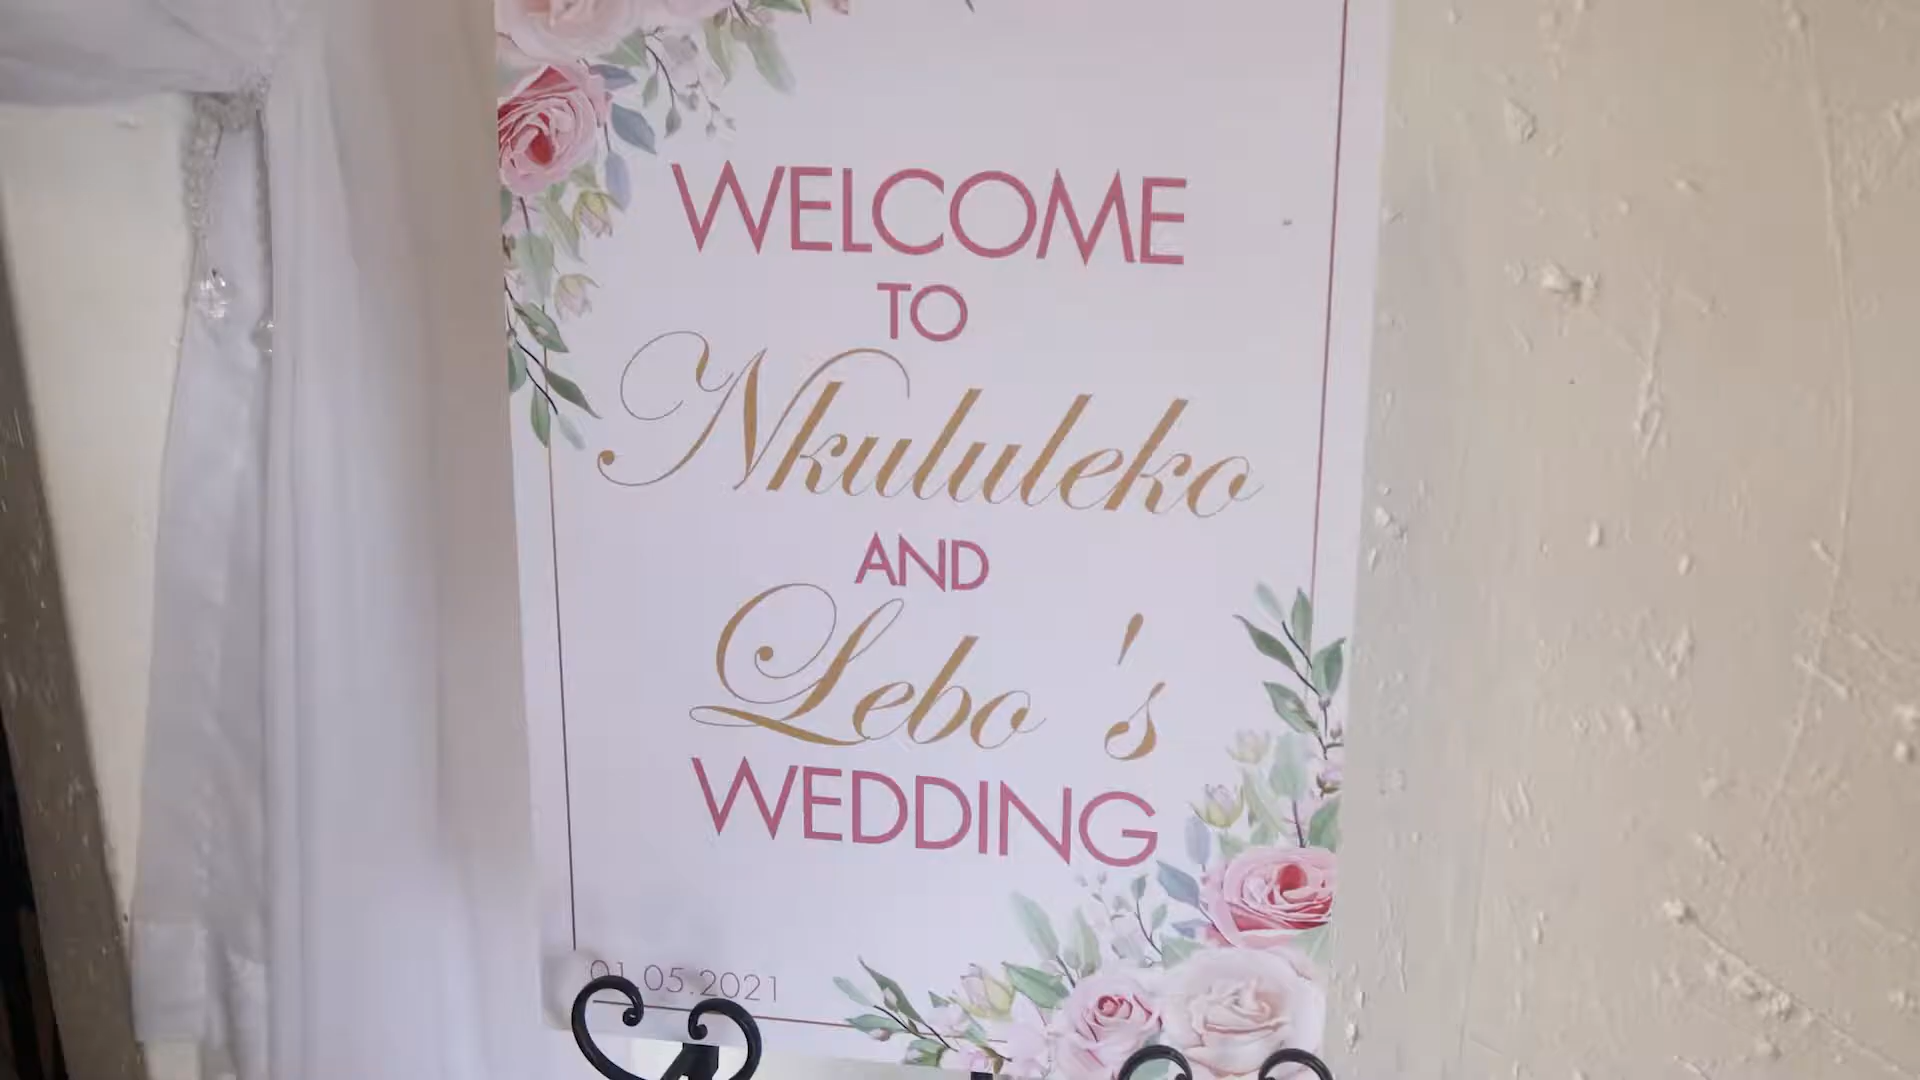 WELCOME
TO
Nkululeko
AND
Lebo 's
WEDDING
01.05.2021